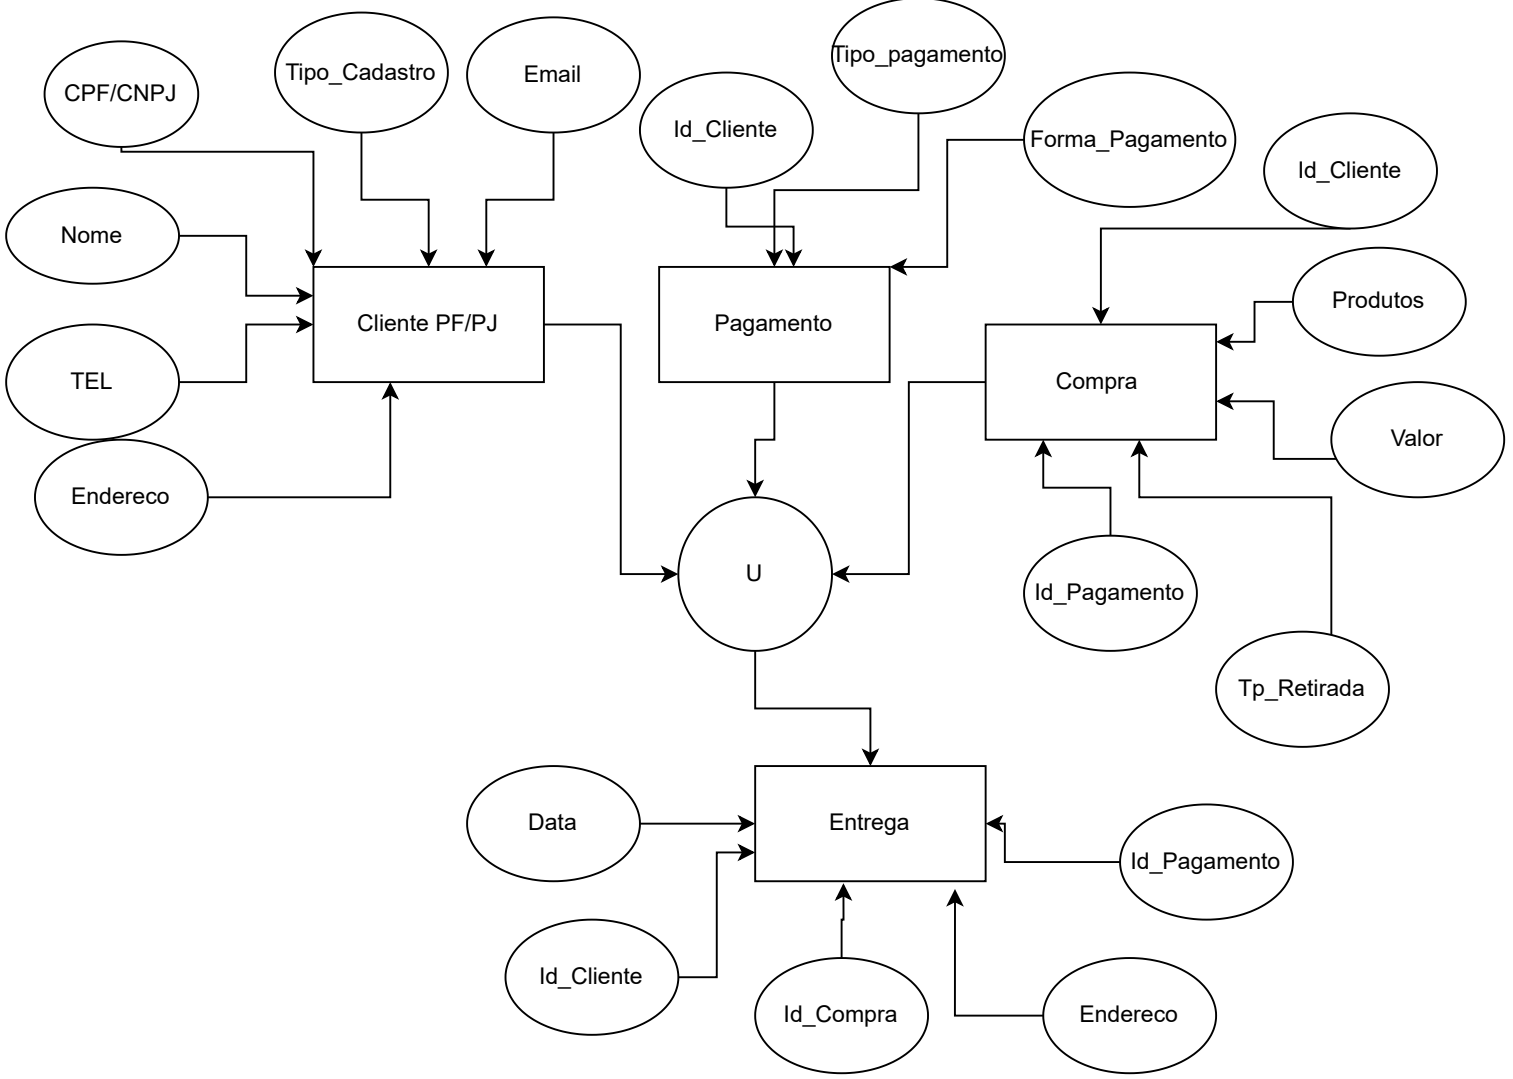 Tipo_pagamento
Tipo_Cadastro
Email
CPF/CNPJ
Id_Cliente
Forma_Pagamento
Id_Cliente
Nome
Produtos
Cliente PF/PJ
Pagamento
TEL
Compra
Valor
Endereco
U
Id_Pagamento
Tp_Retirada
Data
Entrega
Id_Pagamento
Id_Cliente
Id_Compra
Endereco